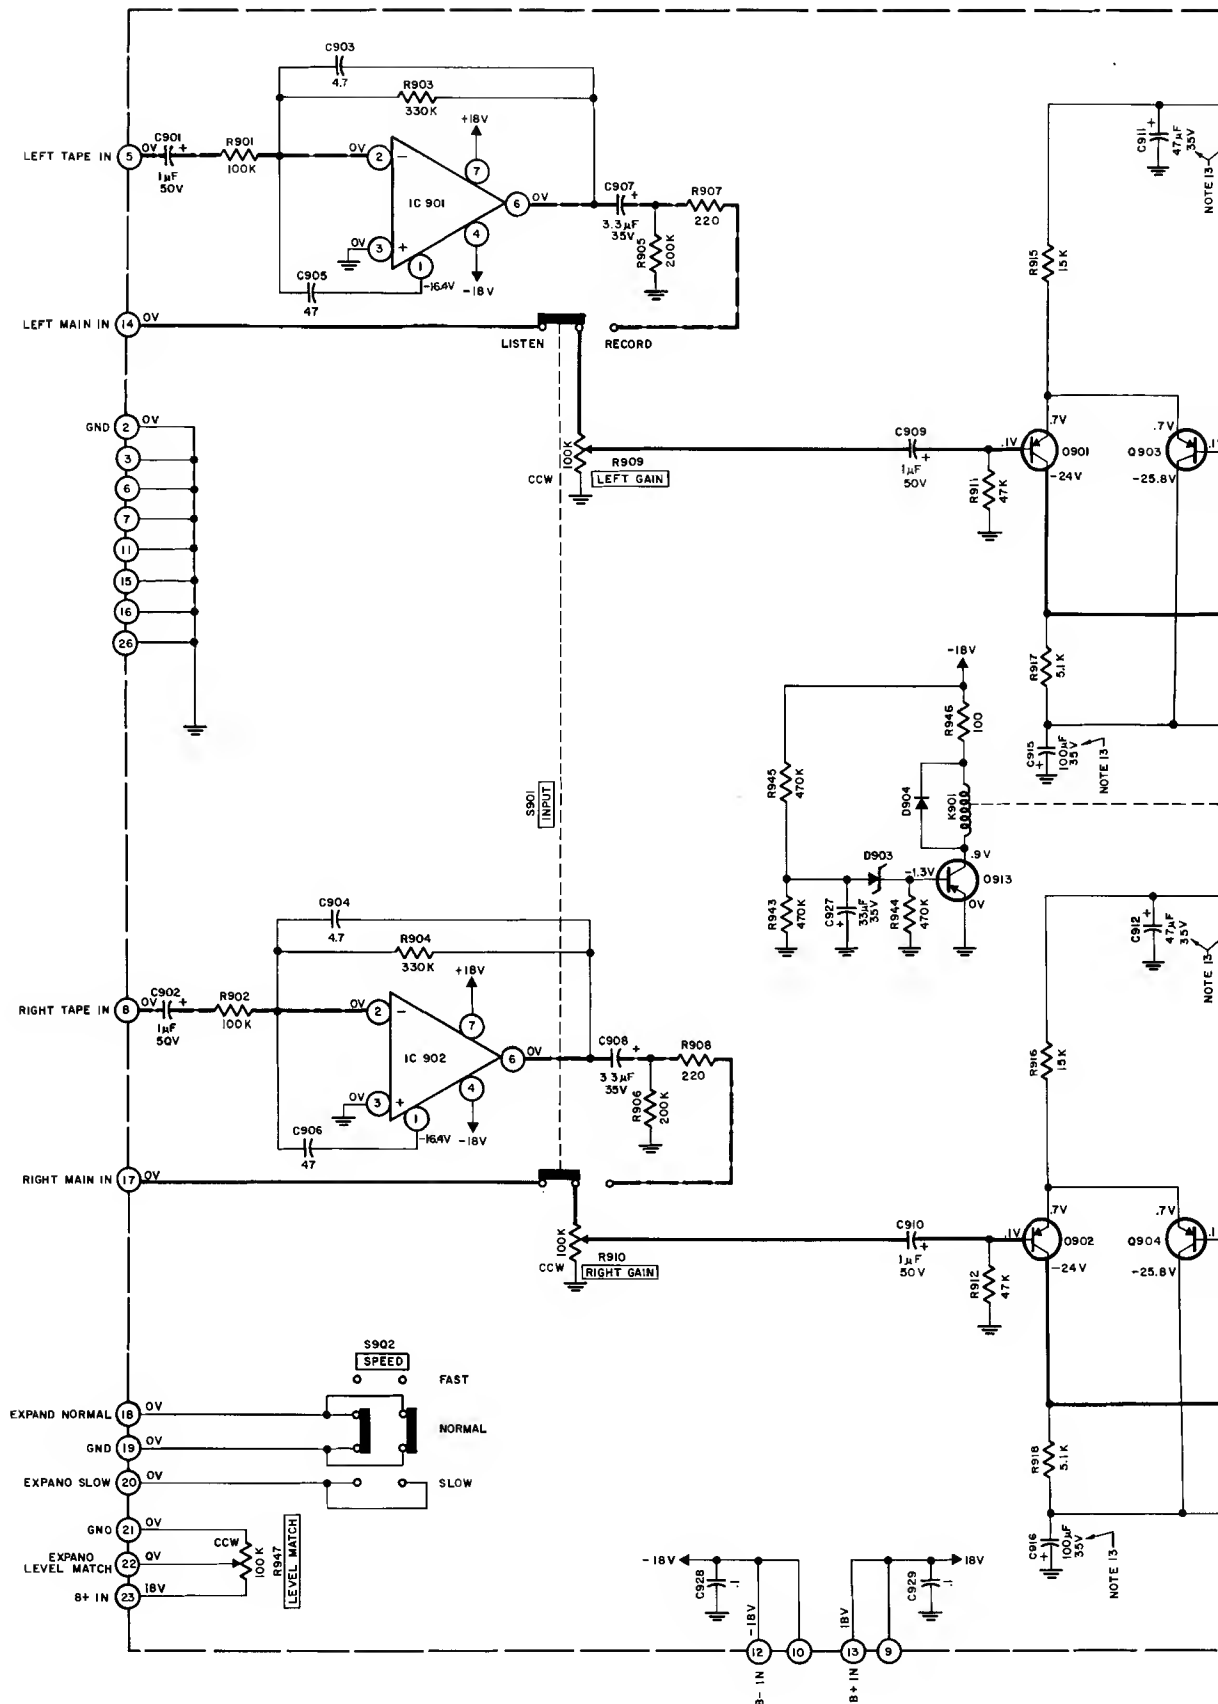 C903
4.7
R903
330K
+18V
C901
+
1µF
50V
R901
100K
LEFT TAPE IN
5
0V
0V
2
−
7
IC 901
6
0V
C907
+
3.3µF
35V
R907
220
R905
200K
4
-18V
0V
3
+
1
-16.4V
C905
47
LEFT MAIN IN
14
0V
LISTEN
RECORD
C911
+
47µF
35V
NOTE 13
R915
15K
GND
2
0V
3
6
7
11
15
16
26
100K
CCW
R909
LEFT GAIN
C909
+
1µF
50V
.1V
R911
47K
.7V
Q901
-24V
.7V
Q903
-25.8V
.1
R917
5.1K
C915
+
100µF
35V
NOTE 13
S901
INPUT
-18V
R946
100
R945
470K
D904
K901
.9V
D903
-1.3V
Q913
0V
R943
470K
C927
+
33µF
35V
R944
470K
C904
4.7
R904
330K
+18V
RIGHT TAPE IN
8
0V
C902
+
1µF
50V
R902
100K
0V
2
−
7
IC 902
6
0V
C908
+
3.3µF
35V
R908
220
R906
200K
4
-18V
0V
3
+
1
-16.4V
C906
47
RIGHT MAIN IN
17
0V
C912
+
47µF
35V
NOTE 13
R916
15K
100K
CCW
R910
RIGHT GAIN
C910
+
1µF
50V
.1V
R912
47K
.7V
Q902
-24V
.7V
Q904
-25.8V
.1
R918
5.1K
C916
+
100µF
35V
NOTE 13
S902
SPEED
FAST
EXPAND NORMAL
18
0V
NORMAL
GND
19
0V
EXPAND SLOW
20
0V
SLOW
GND
21
0V
CCW
EXPAND
LEVEL MATCH
22
0V
100K
R947
LEVEL MATCH
B+ IN
23
18V
-18V
C928
.1
-18V
18V
18V
C929
.1
12
10
13
9
B- IN
B+ IN